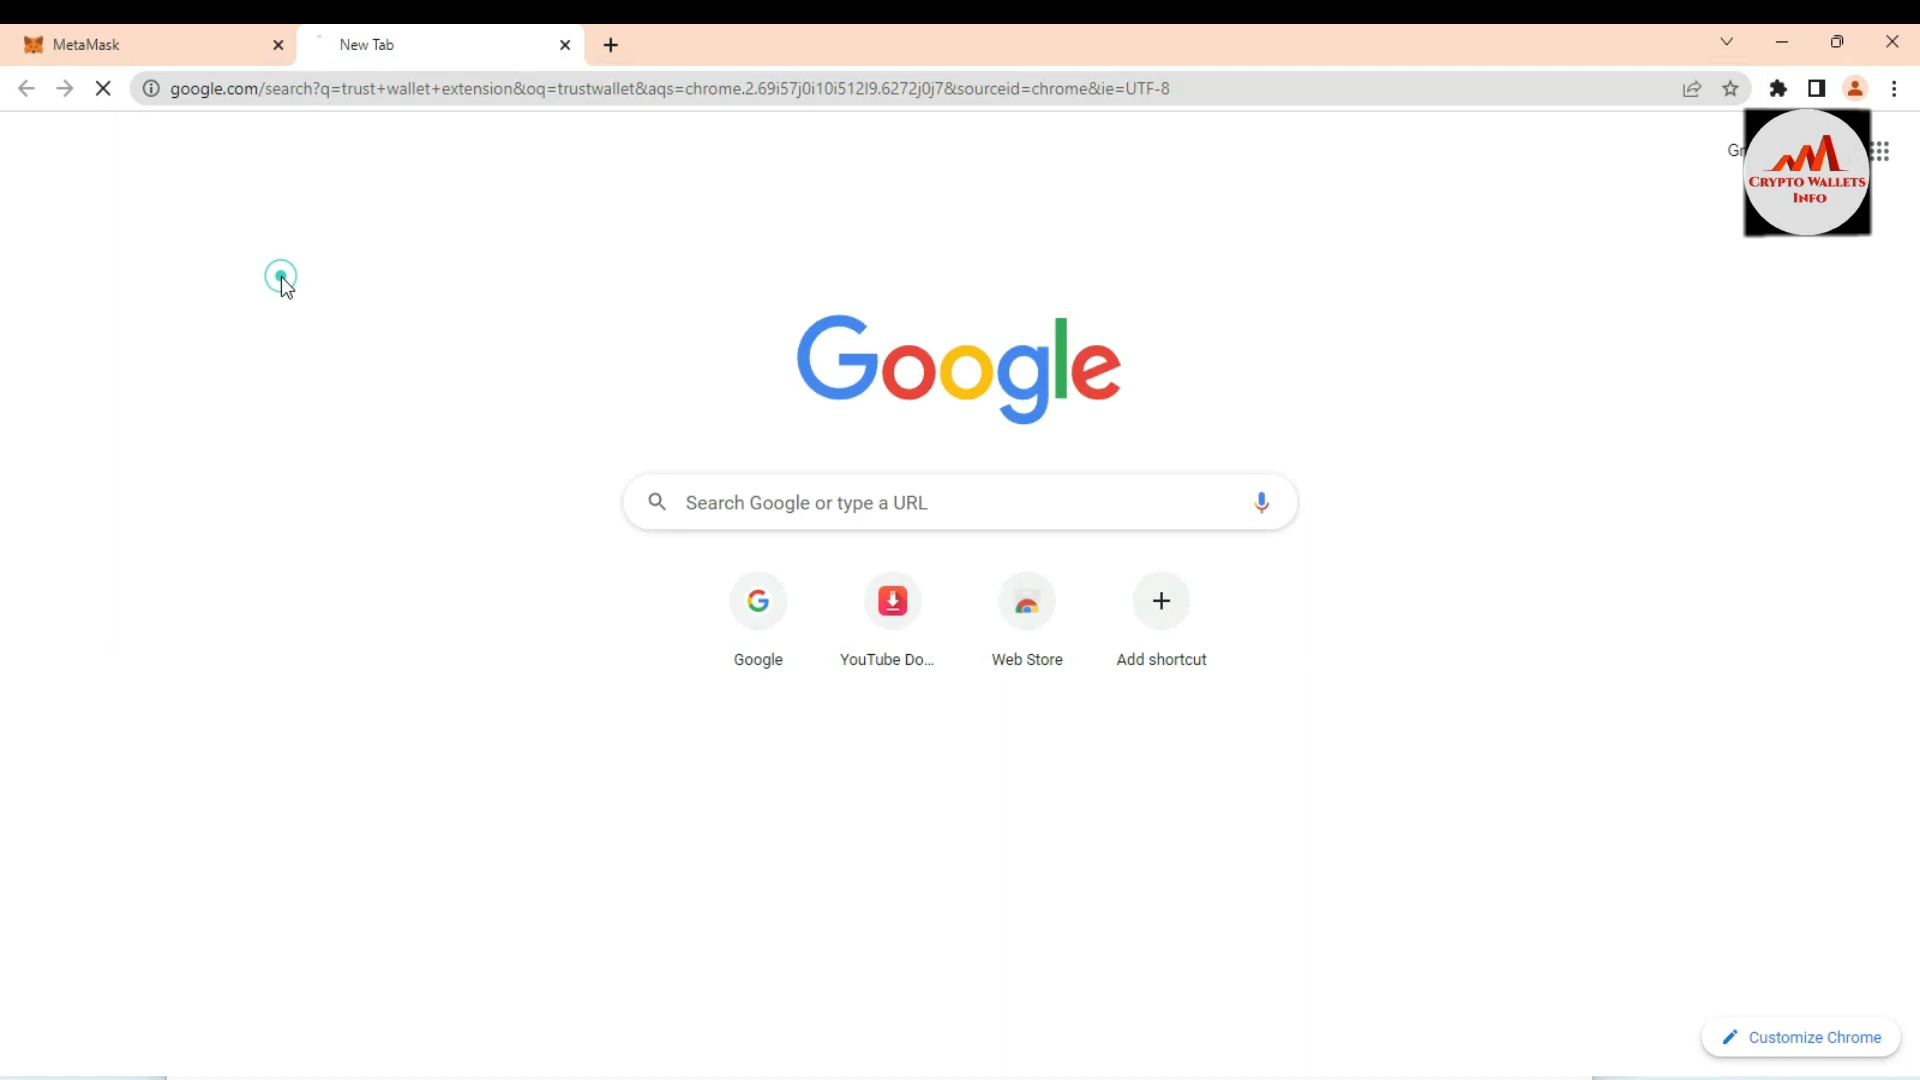 MetaMask
New Tab
google.com/search?q=trust+wallet+extension&oq=trustwallet&aqs=chrome.2.69i57j0i10i512l9.6272j0j7&sourceid=chrome&ie=UTF-8
CRYPTO WALLETS
INFO
Google
Search Google or type a URL
Google
YouTube Do...
Web Store
Add shortcut
Customize Chrome